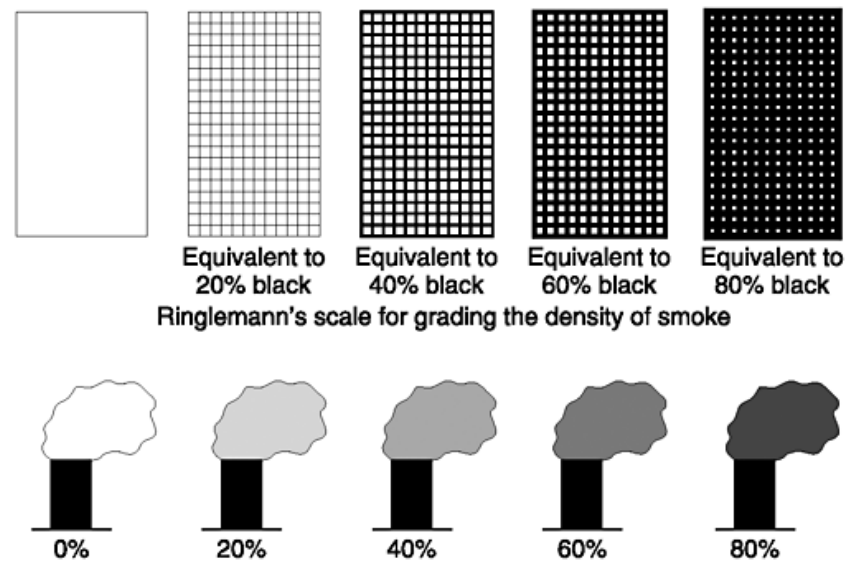 Equivalent to Equivalent to Equivalent to Equivalent to
20% black 40% black 60% black 80% black
Ringlemann's scale for grading the density of smoke
0% 20% 40% 60% 80%